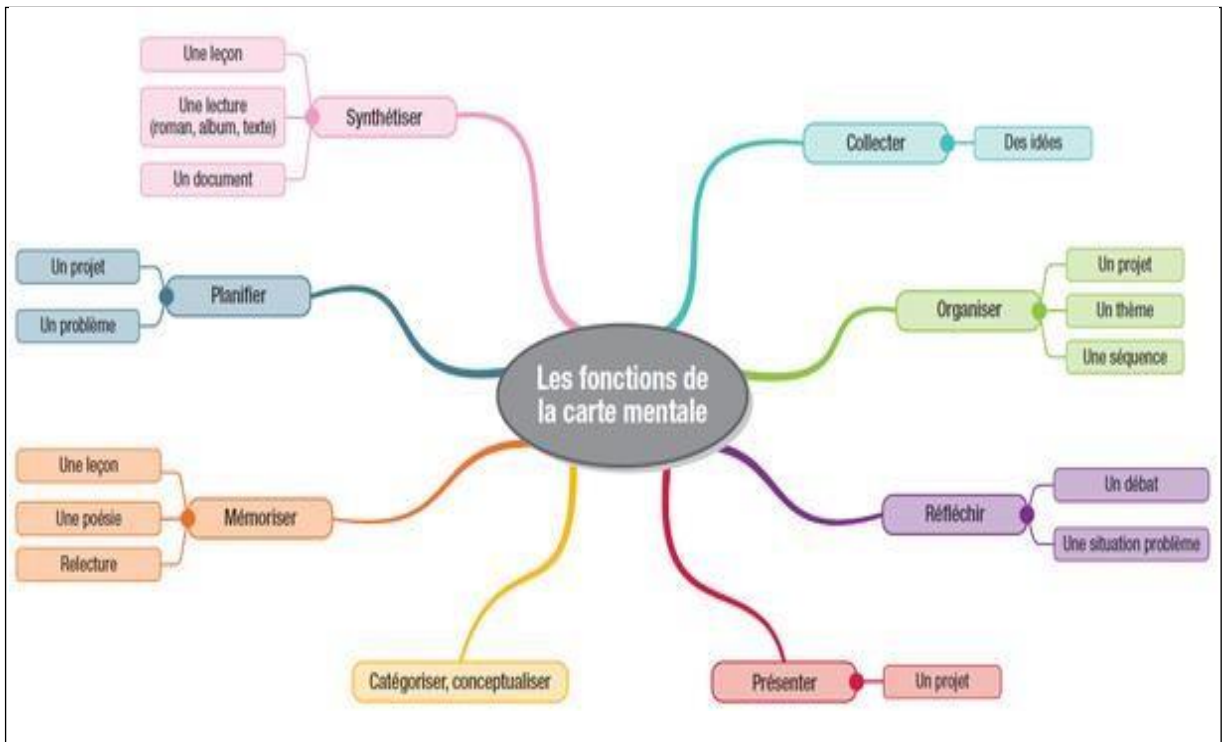 Les fonctions de
la carte mentale
Collecter
Des idées
Organiser
Un projet
Un thème
Une séquence
Réfléchir
Un débat
Une situation problème
Présenter
Un projet
Catégoriser, conceptualiser
Mémoriser
Une leçon
Une poésie
Relecture
Planifier
Un projet
Un problème
Synthétiser
Une leçon
Une lecture
(roman, album, texte)
Un document